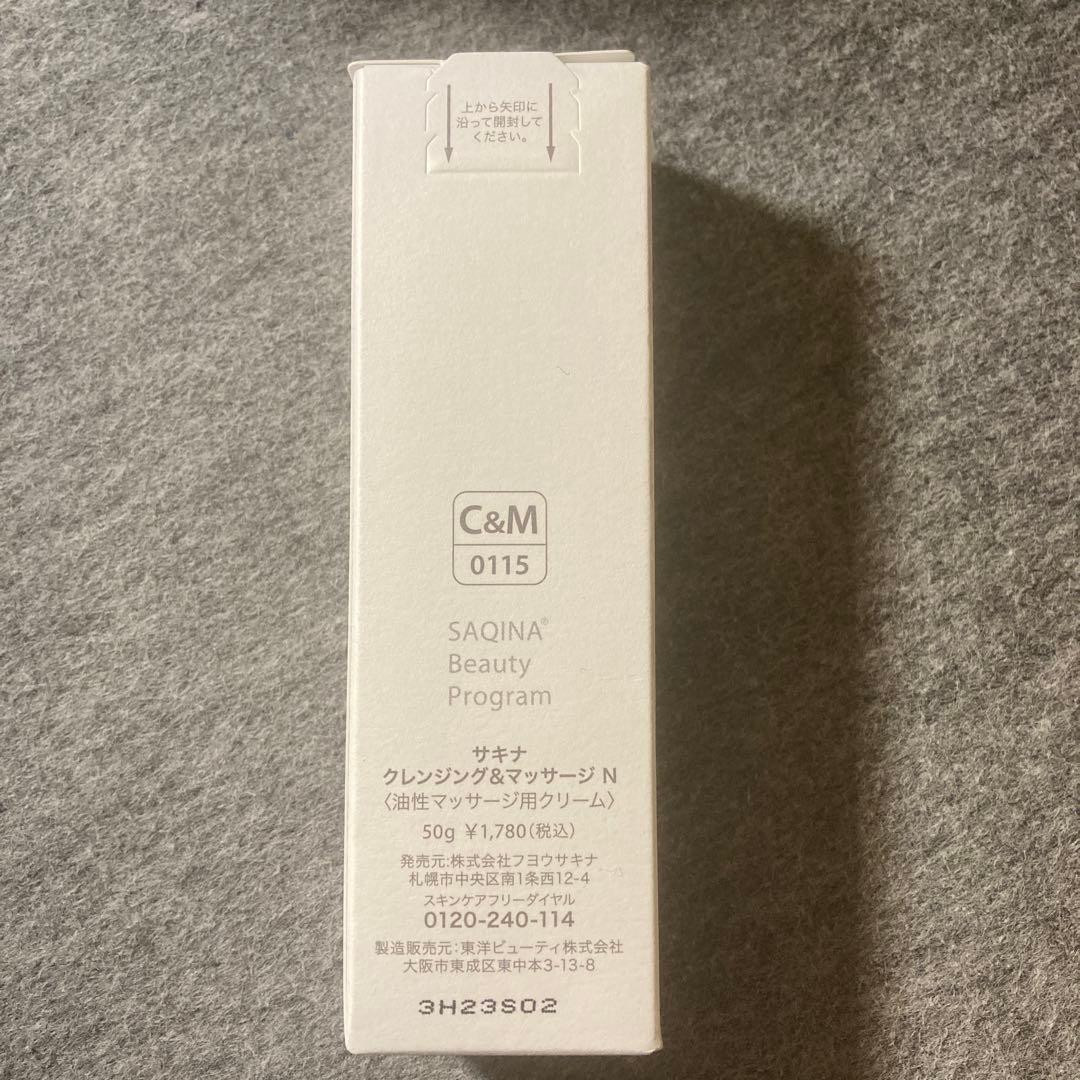 上から矢印に
沿って開封して
ください。
C&M
0115
SAQINA®
Beauty
Program
サキナ
クレンジング&マッサージ N
〈油性マッサージ用クリーム〉
50g ¥1,780(税込)
発売元:株式会社フヨウサキナ
札幌市中央区南1条西12-4
スキンケアフリーダイヤル
0120-240-114
製造販売元:東洋ビューティ株式会社
大阪市東成区東中本3-13-8
3H23S02